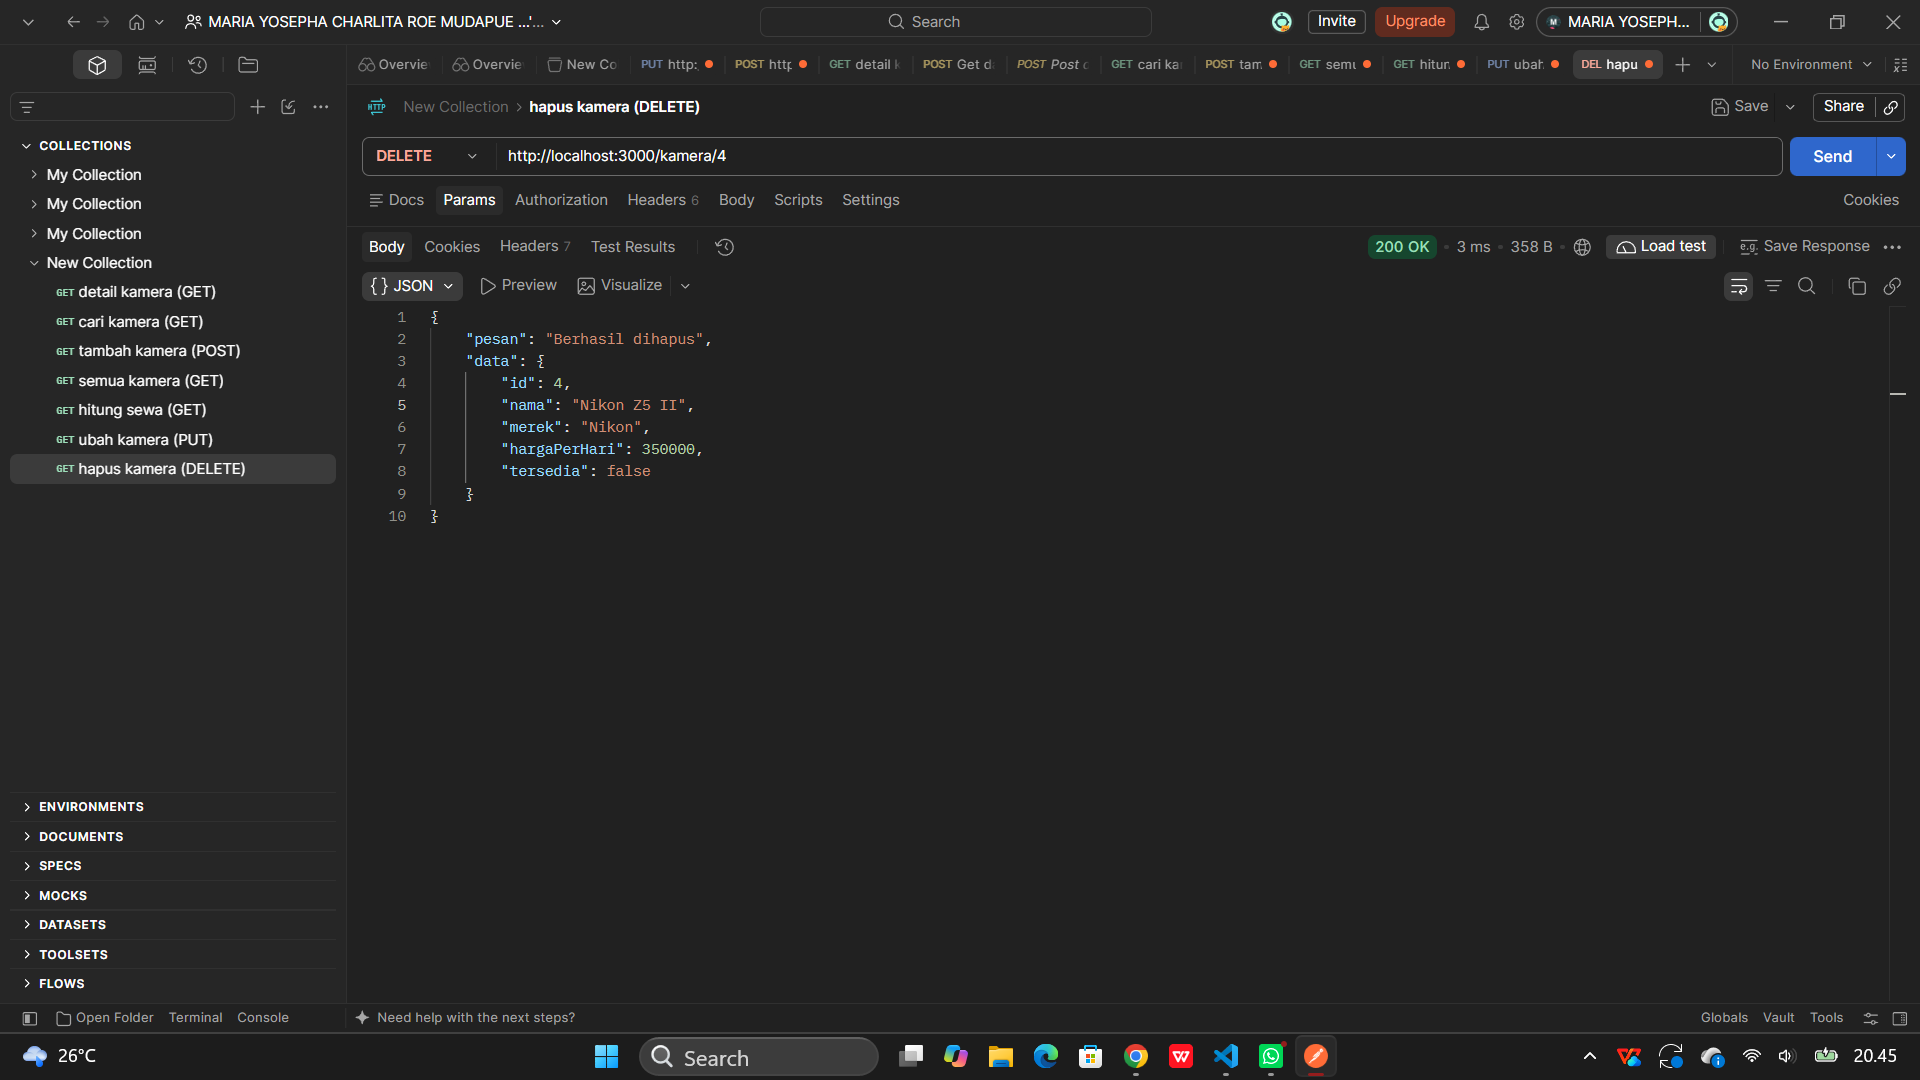 MARIA YOSEPHA CHARLITA ROE MUDAPUE ...'...
Search
Invite
Upgrade
M
MARIA YOSEPH...
Overvie
Overvie
New Co
PUT http:
POST http
GET detail k
POST Get d
POST Post
GET cari ka
POST tam
GET semu
GET hitun
PUT ubah
DEL hapu
No Environment
HTTP
New Collection > hapus kamera (DELETE)
Save
Share
COLLECTIONS
My Collection
My Collection
My Collection
New Collection
GET detail kamera (GET)
GET cari kamera (GET)
GET tambah kamera (POST)
GET semua kamera (GET)
GET hitung sewa (GET)
GET ubah kamera (PUT)
GET hapus kamera (DELETE)
DELETE
http://localhost:3000/kamera/4
Send
Docs
Params
Authorization
Headers 6
Body
Scripts
Settings
Cookies
Body
Cookies
Headers 7
Test Results
200 OK
3 ms
358 B
Load test
e.g. Save Response
{ } JSON
Preview
Visualize
1 {
2 "pesan": "Berhasil dihapus",
3 "data": {
4 "id": 4,
5 "nama": "Nikon Z5 II",
6 "merek": "Nikon",
7 "hargaPerHari": 350000,
8 "tersedia": false
9 }
10 }
ENVIRONMENTS
DOCUMENTS
SPECS
MOCKS
DATASETS
TOOLSETS
FLOWS
Open Folder
Terminal
Console
Need help with the next steps?
Globals
Vault
Tools
26°C
Search
20.45